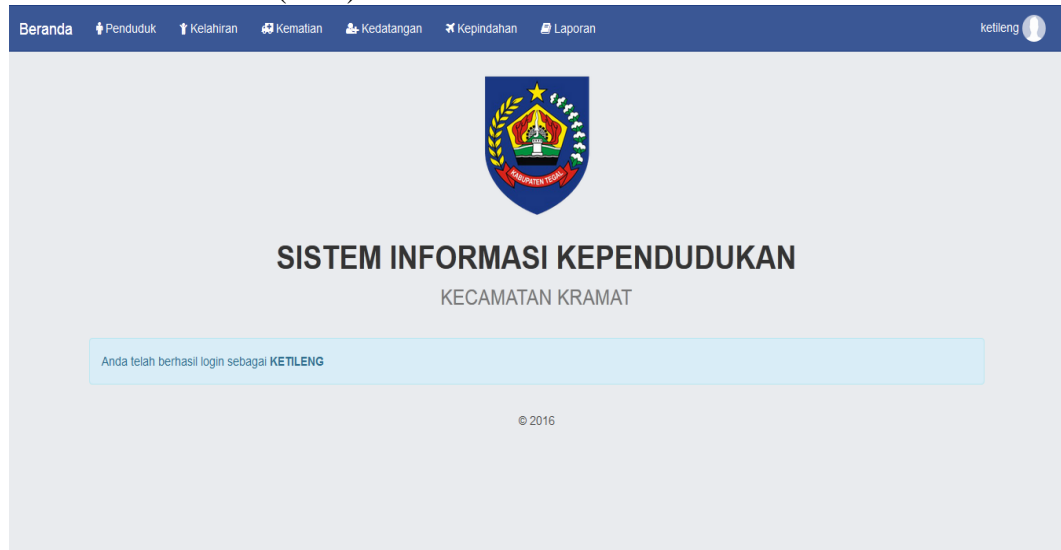 Beranda Penduduk Kelahiran Kematian Kedatangan Kepindahan Laporan ketileng
KABUPATEN TEGAL
SISTEM INFORMASI KEPENDUDUKAN
KECAMATAN KRAMAT
Anda telah berhasil login sebagai KETILENG
© 2016